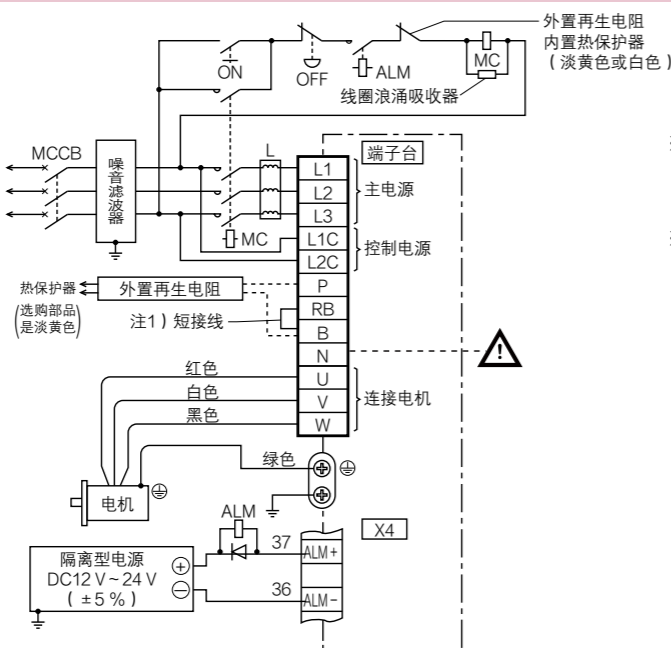 外置再生电阻
内置热保护器
(淡黄色或白色)
ON
OFF
ALM
MC
线圈浪涌吸收器
MCCB
噪音滤波器
L
端子台
L1
L2
L3
主电源
MC
L1C
L2C
控制电源
热保护器
(选购部品
是淡黄色)
外置再生电阻
P
注1)短接线
RB
B
N
红色
U
白色
V
连接电机
黑色
W
绿色
电机
ALM
X4
隔离型电源
DC12 V~24 V
(±5 %)
+
−
37
ALM+
36
ALM−